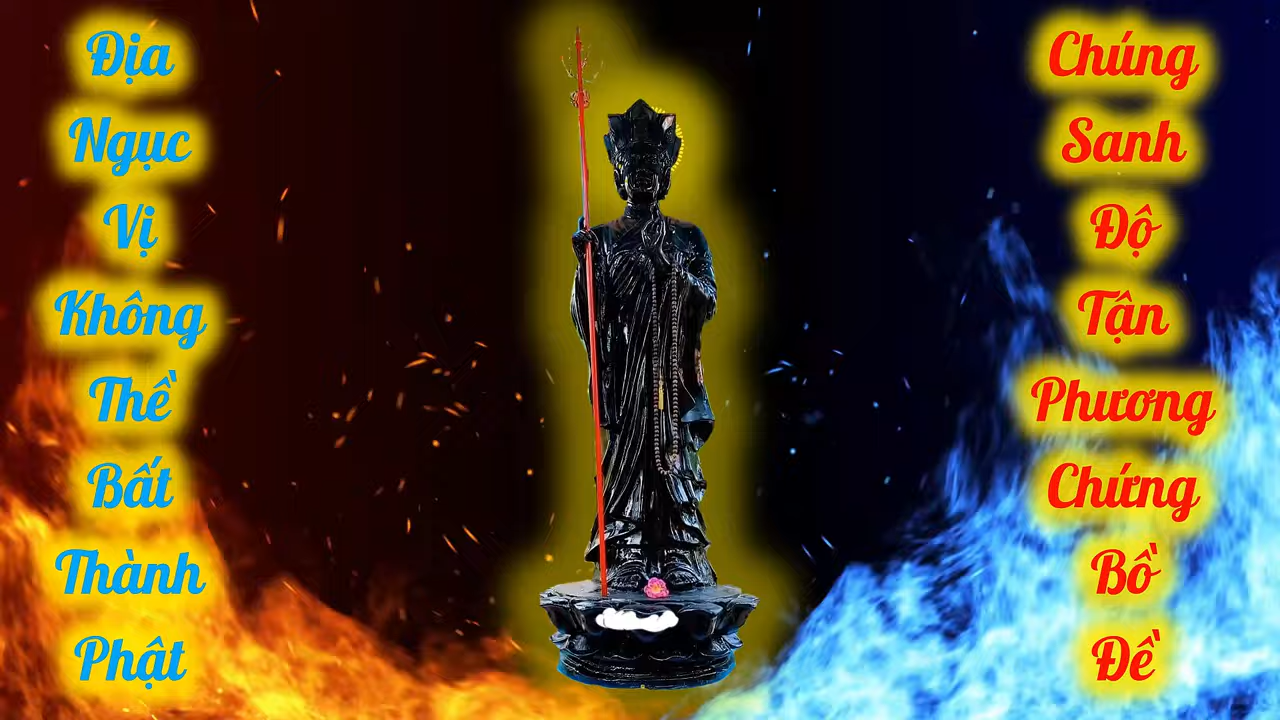 Địa
Ngục
Vị
Không
Thề
Bất
Thành
Phật
Chúng
Sanh
Độ
Tận
Phương
Chứng
Bồ
Đề